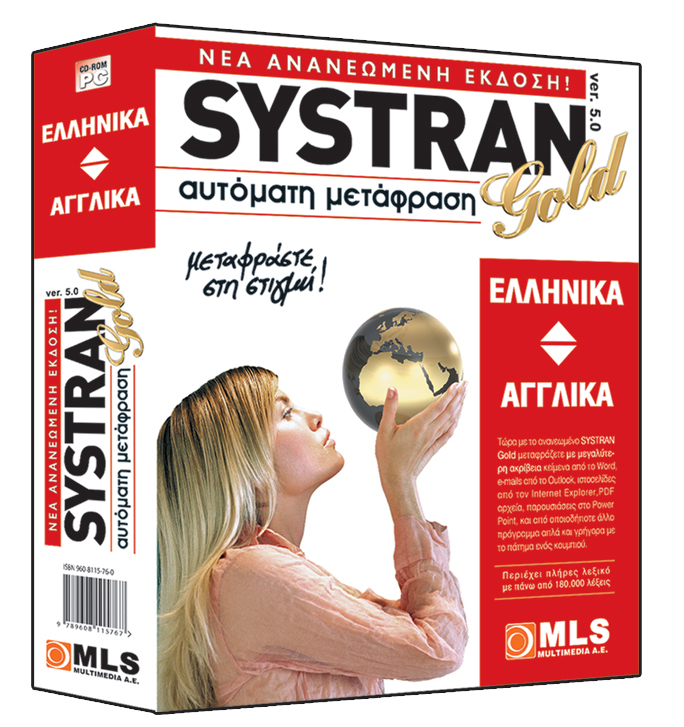 CD-ROM
PC
ΕΛΛΗΝΙΚΑ
ΑΓΓΛΙΚΑ
ver. 5.0
ΝΕΑ ΑΝΑΝΕΩΜΕΝΗ ΕΚΔΟΣΗ!
SYSTRAN
Gold
αυτόματη μετάφραση
ISBN 960-8115-76-0
9 789608 115767
MLS
MULTIMEDIA A.E.
ΝΕΑ ΑΝΑΝΕΩΜΕΝΗ ΕΚΔΟΣΗ!
SYSTRAN
ver. 5.0
Gold
αυτόματη μετάφραση
μεταφράστε
στη στιγμή!
ΕΛΛΗΝΙΚΑ
ΑΓΓΛΙΚΑ
Τώρα με το ανανεωμένο SYSTRAN
Gold μεταφράζετε με μεγαλύτε-
ρη ακρίβεια κείμενα από το Word,
e-mails από το Outlook, ιστοσελίδες
από τον Internet Explorer,PDF
αρχεία, παρουσιάσεις στο Power
Point, και από οποιοδήποτε άλλο
πρόγραμμα απλά και γρήγορα με
το πάτημα ενός κουμπιού.
Περιέχει πλήρες λεξικό
με πάνω από 180.000 λέξεις
MLS
MULTIMEDIA A.E.